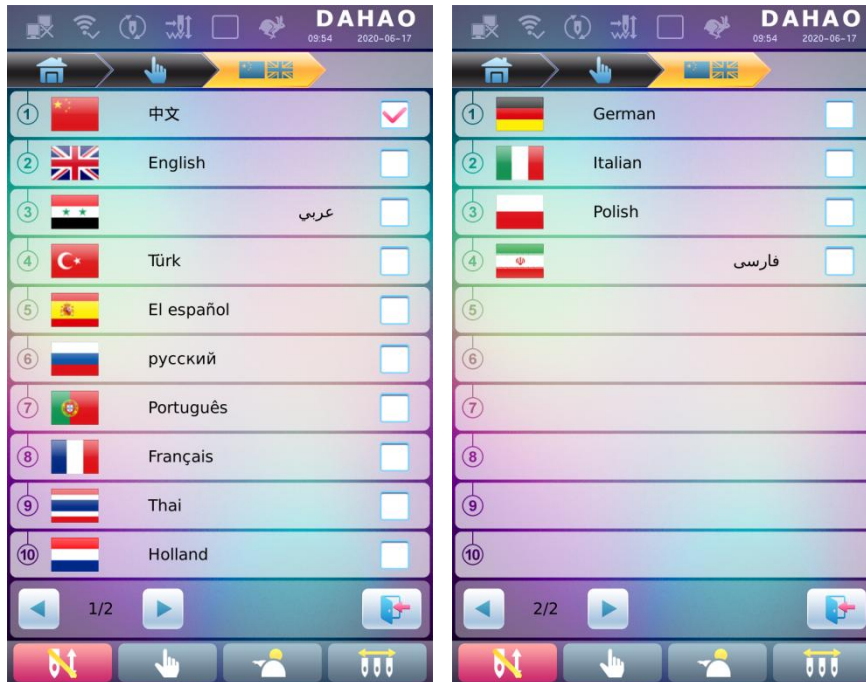 DAHAO
09:54 2020-06-17
1 中文
2 English
3 عربي
4 Türk
5 El español
6 русский
7 Português
8 Français
9 Thai
10 Holland
1/2
DAHAO
09:54 2020-06-17
1 German
2 Italian
3 Polish
4 فارسی
5
6
7
8
9
10
2/2